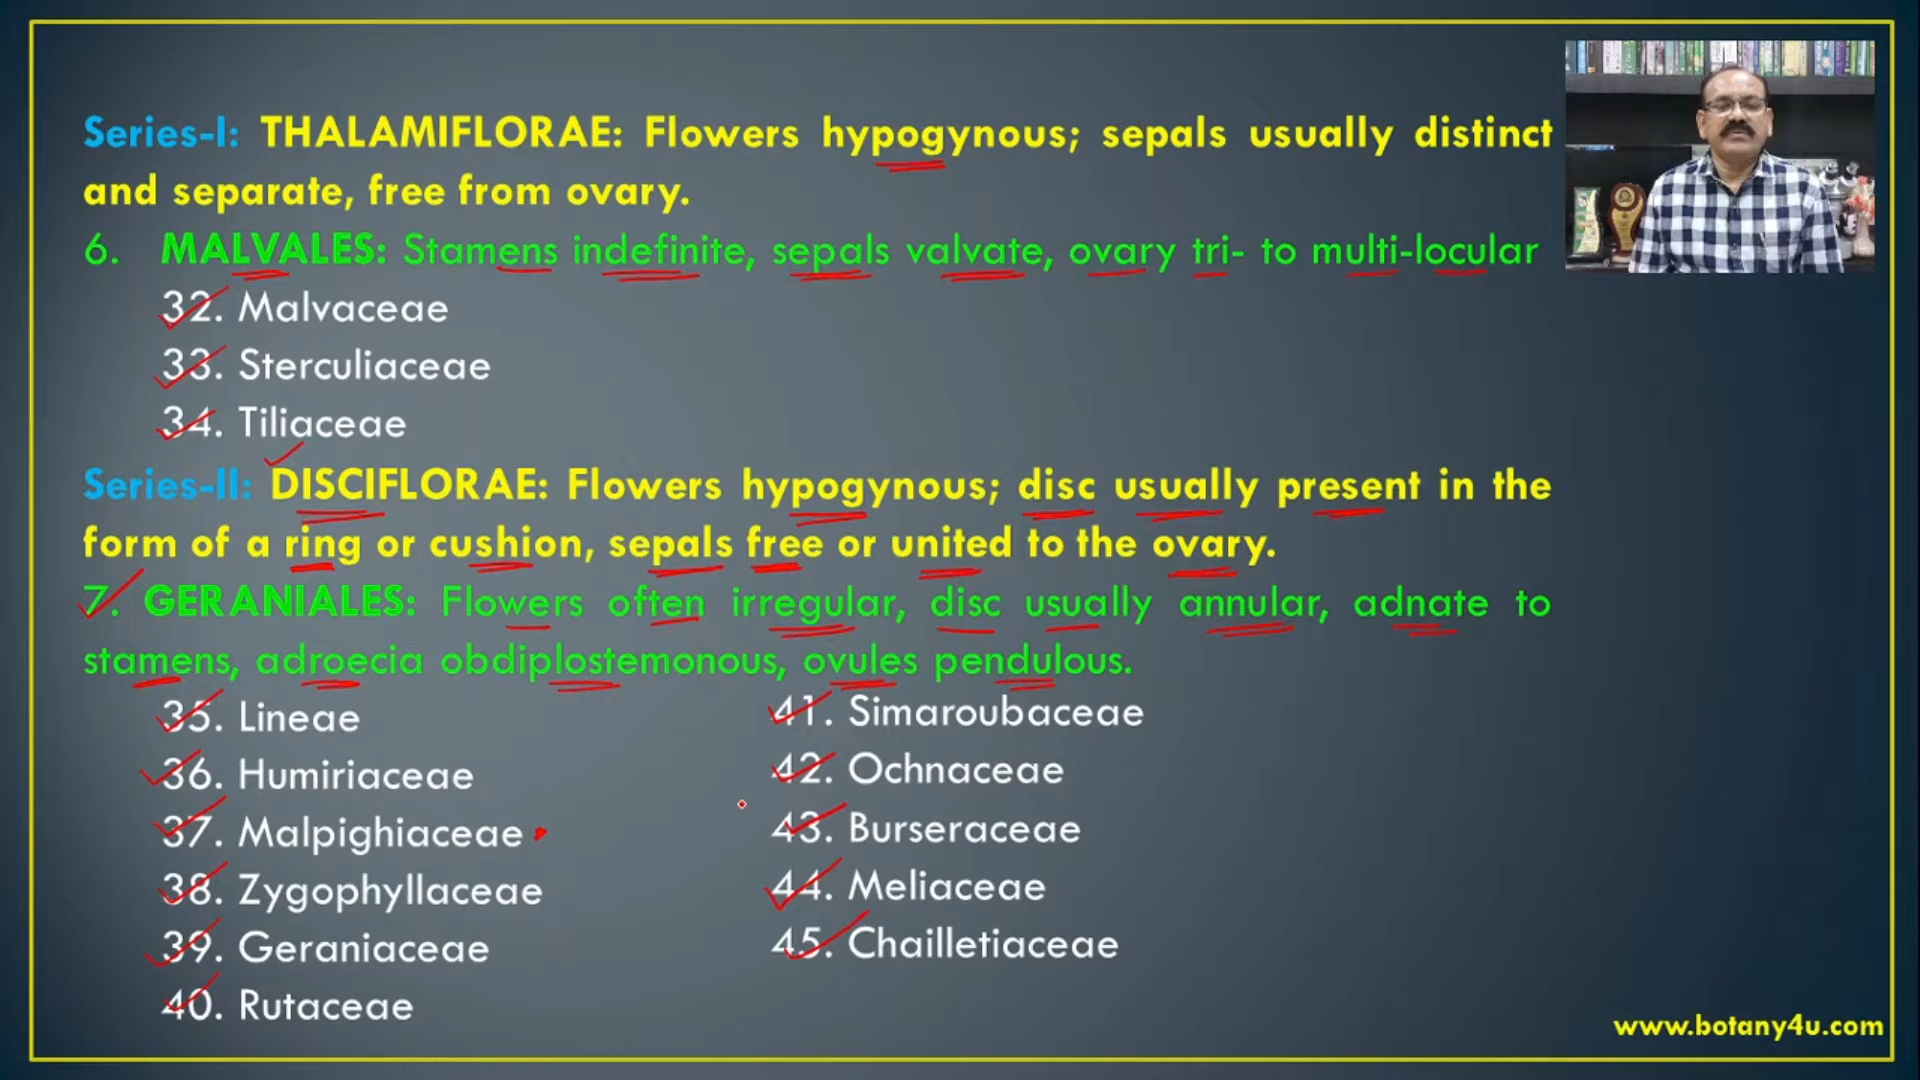 Series-I: THALAMIFLORAE: Flowers hypogynous; sepals usually distinct
and separate, free from ovary.
6. MALVALES: Stamens indefinite, sepals valvate, ovary tri- to multi-locular
32. Malvaceae
33. Sterculiaceae
34. Tiliaceae
Series-II: DISCIFLORAE: Flowers hypogynous; disc usually present in the
form of a ring or cushion, sepals free or united to the ovary.
7. GERANIALES: Flowers often irregular, disc usually annular, adnate to
stamens, adroecia obdiplostemonous, ovules pendulous.
35. Lineae
36. Humiriaceae
37. Malpighiaceae
38. Zygophyllaceae
39. Geraniaceae
40. Rutaceae
41. Simaroubaceae
42. Ochnaceae
43. Burseraceae
44. Meliaceae
45. Chailletiaceae
www.botany4u.com